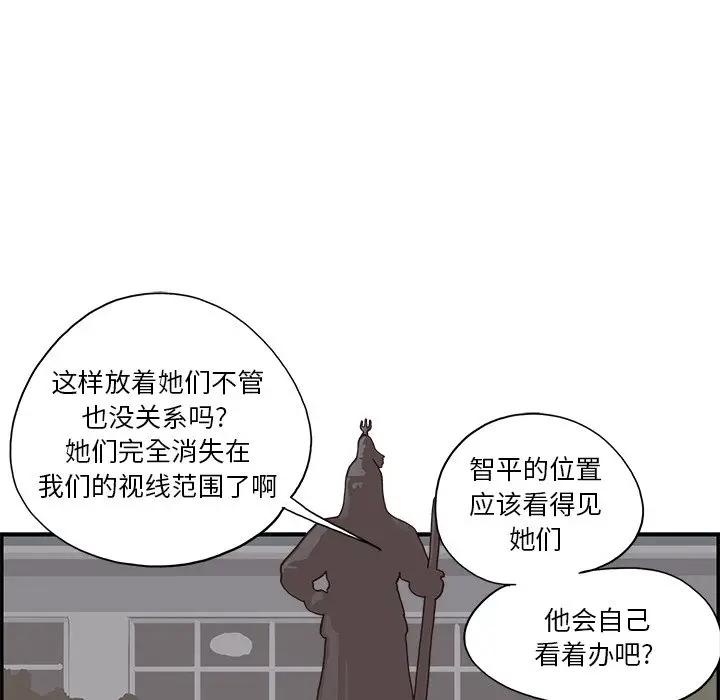 这样放着她们不管
也没关系吗?
她们完全消失在
我们的视线范围了啊
智平的位置
应该看得见
她们
他会自己
看着办吧?